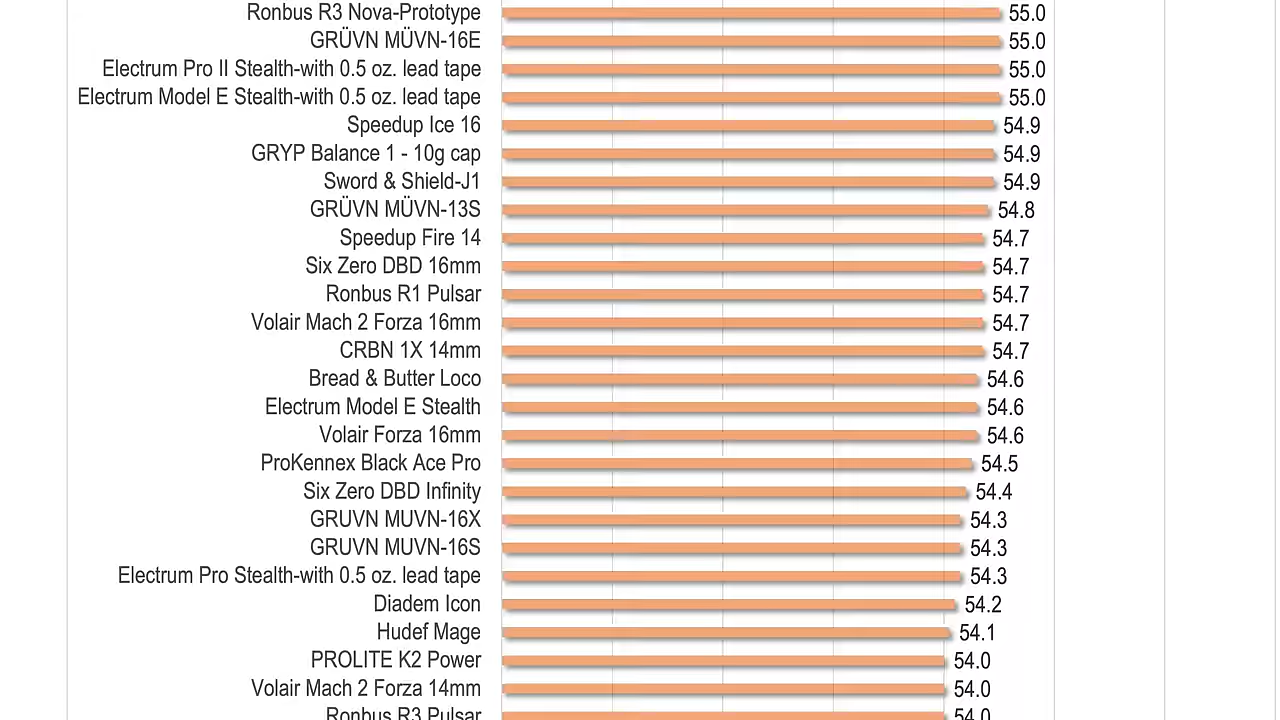 Ronbus R3 Nova-Prototype 55.0
GRÜVN MÜVN-16E 55.0
Electrum Pro II Stealth-with 0.5 oz. lead tape 55.0
Electrum Model E Stealth-with 0.5 oz. lead tape 55.0
Speedup Ice 16 54.9
GRYP Balance 1 - 10g cap 54.9
Sword & Shield-J1 54.9
GRÜVN MÜVN-13S 54.8
Speedup Fire 14 54.7
Six Zero DBD 16mm 54.7
Ronbus R1 Pulsar 54.7
Volair Mach 2 Forza 16mm 54.7
CRBN 1X 14mm 54.7
Bread & Butter Loco 54.6
Electrum Model E Stealth 54.6
Volair Forza 16mm 54.6
ProKennex Black Ace Pro 54.5
Six Zero DBD Infinity 54.4
GRUVN MUVN-16X 54.3
GRUVN MUVN-16S 54.3
Electrum Pro Stealth-with 0.5 oz. lead tape 54.3
Diadem Icon 54.2
Hudef Mage 54.1
PROLITE K2 Power 54.0
Volair Mach 2 Forza 14mm 54.0
Ronbus R3 Pulsar 54.0